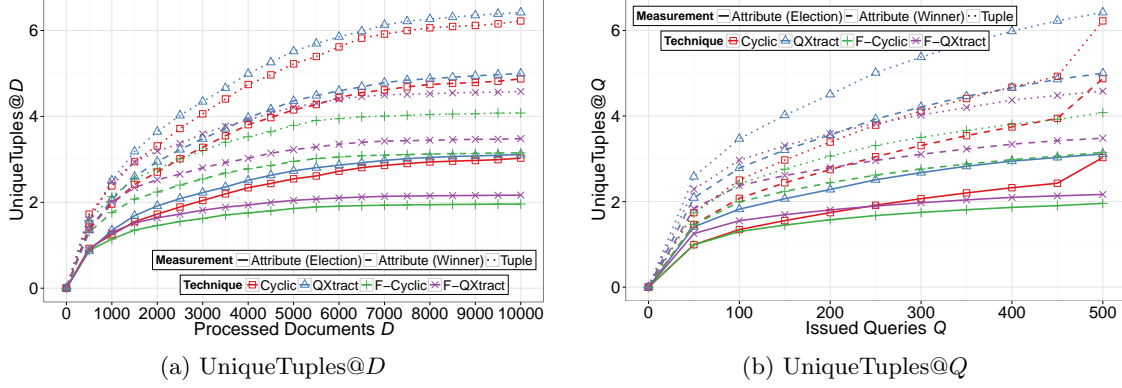 UniqueTuples@D
6
4
2
0
Measurement Attribute (Election) Attribute (Winner) Tuple
Technique Cyclic QXtract F−Cyclic F−QXtract
0 1000 2000 3000 4000 5000 6000 7000 8000 9000 10000
Processed Documents D
(a) UniqueTuples@D
UniqueTuples@Q
Measurement Attribute (Election) Attribute (Winner) Tuple
Technique Cyclic QXtract F−Cyclic F−QXtract
6
4
2
0
0 100 200 300 400 500
Issued Queries Q
(b) UniqueTuples@Q